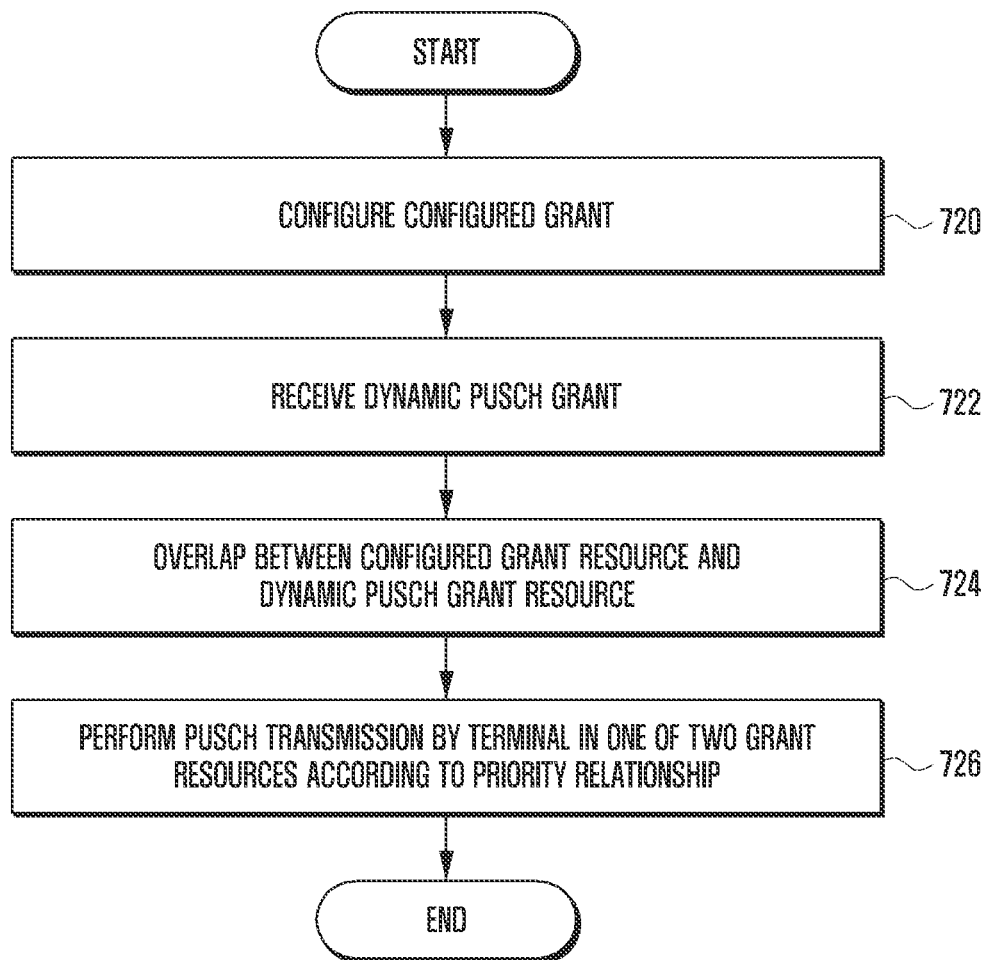 START
CONFIGURE CONFIGURED GRANT
720
RECEIVE DYNAMIC PUSCH GRANT
722
OVERLAP BETWEEN CONFIGURED GRANT RESOURCE AND
DYNAMIC PUSCH GRANT RESOURCE
724
PERFORM PUSCH TRANSMISSION BY TERMINAL IN ONE OF TWO GRANT
RESOURCES ACCORDING TO PRIORITY RELATIONSHIP
726
END